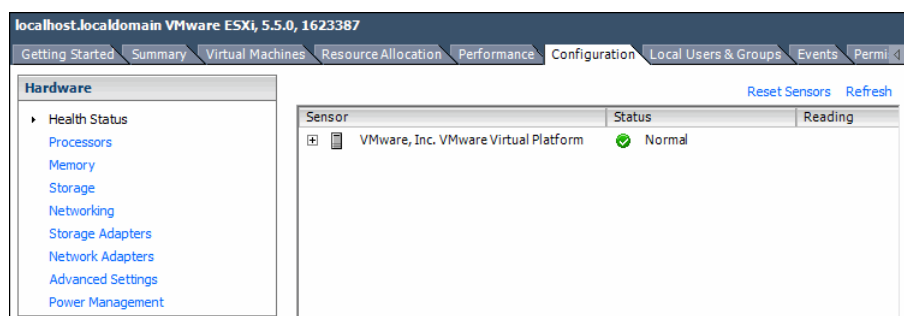 localhost.localdomain VMware ESXi, 5.5.0, 1623387
Getting Started Summary Virtual Machines Resource Allocation Performance Configuration Local Users & Groups Events Permi
Hardware
Reset Sensors Refresh
Health Status
Processors
Memory
Storage
Networking
Storage Adapters
Network Adapters
Advanced Settings
Power Management
Sensor Status Reading
VMware, Inc. VMware Virtual Platform Normal